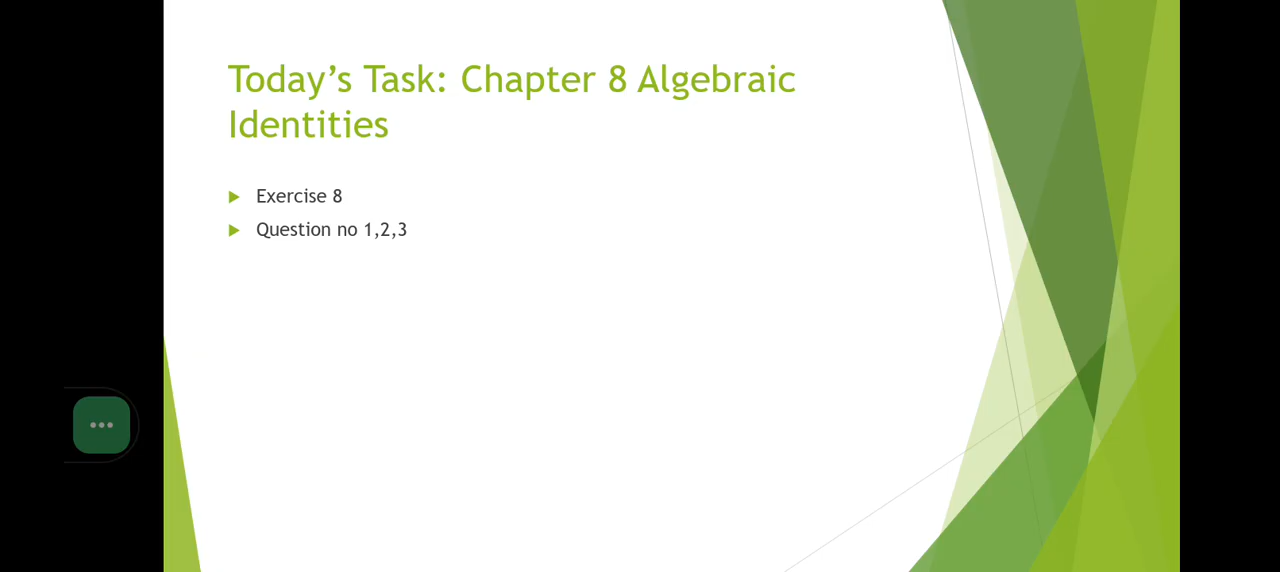 Today’s Task: Chapter 8 Algebraic
Identities
Exercise 8
Question no 1,2,3